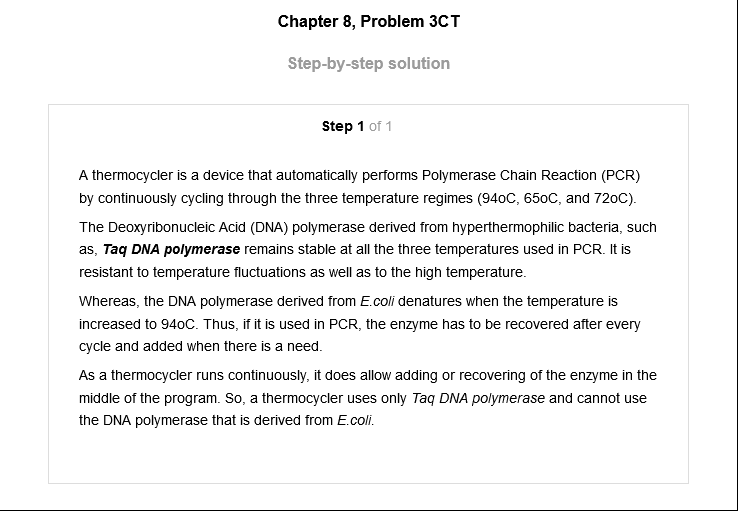 Chapter 8, Problem 3CT
Step-by-step solution
Step 1 of 1
A thermocycler is a device that automatically performs Polymerase Chain Reaction (PCR)
by continuously cycling through the three temperature regimes (94oC, 65oC, and 72oC).
The Deoxyribonucleic Acid (DNA) polymerase derived from hyperthermophilic bacteria, such
as, Taq DNA polymerase remains stable at all the three temperatures used in PCR. It is
resistant to temperature fluctuations as well as to the high temperature.
Whereas, the DNA polymerase derived from E.coli denatures when the temperature is
increased to 94oC. Thus, if it is used in PCR, the enzyme has to be recovered after every
cycle and added when there is a need.
As a thermocycler runs continuously, it does allow adding or recovering of the enzyme in the
middle of the program. So, a thermocycler uses only Taq DNA polymerase and cannot use
the DNA polymerase that is derived from E.coli.